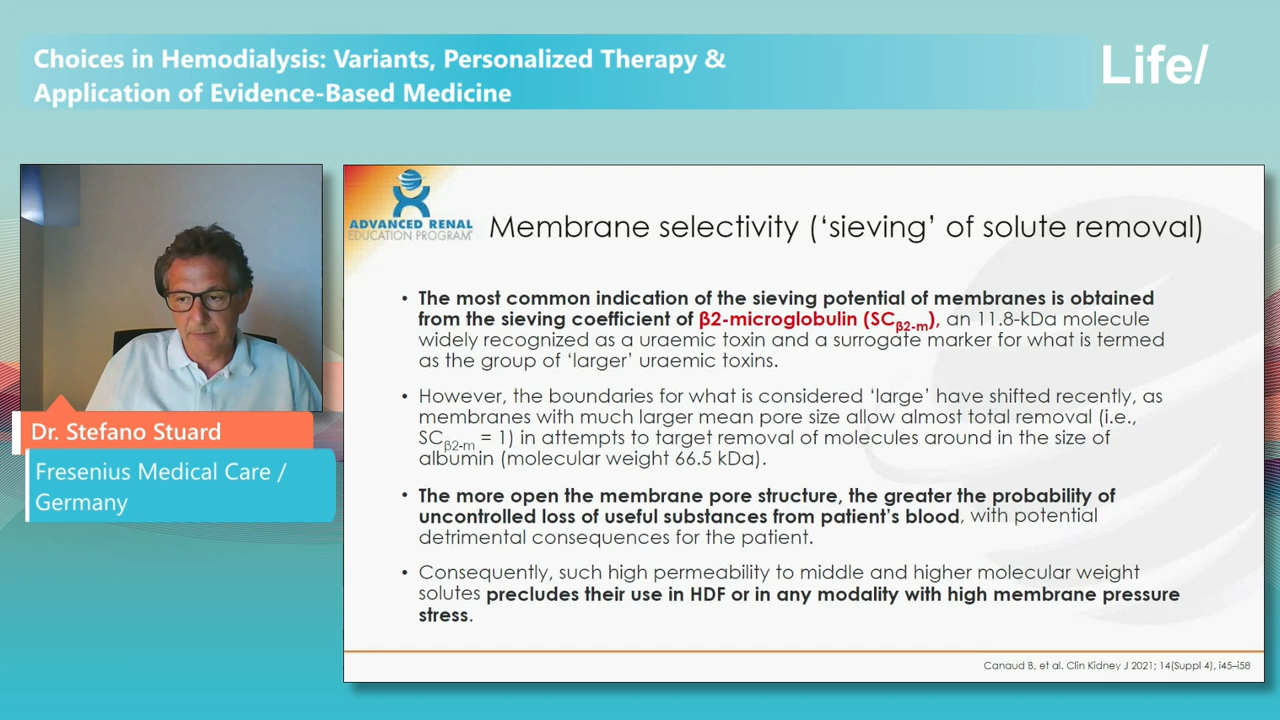 Choices in Hemodialysis: Variants, Personalized Therapy &
Application of Evidence-Based Medicine
Life/
ADVANCED RENAL
EDUCATION PROGRAM
Membrane selectivity (‘sieving’ of solute removal)
• The most common indication of the sieving potential of membranes is obtained
from the sieving coefficient of β2-microglobulin (SCβ2-m), an 11.8-kDa molecule
widely recognized as a uraemic toxin and a surrogate marker for what is termed
as the group of ‘larger’ uraemic toxins.
• However, the boundaries for what is considered ‘large’ have shifted recently, as
membranes with much larger mean pore size allow almost total removal (i.e.,
SCβ2-m = 1) in attempts to target removal of molecules around in the size of
albumin (molecular weight 66.5 kDa).
• The more open the membrane pore structure, the greater the probability of
uncontrolled loss of useful substances from patient’s blood, with potential
detrimental consequences for the patient.
• Consequently, such high permeability to middle and higher molecular weight
solutes precludes their use in HDF or in any modality with high membrane pressure
stress.
Canaud B, et al. Clin Kidney J 2021; 14(Suppl 4), i45–i58
Dr. Stefano Stuard
Fresenius Medical Care /
Germany